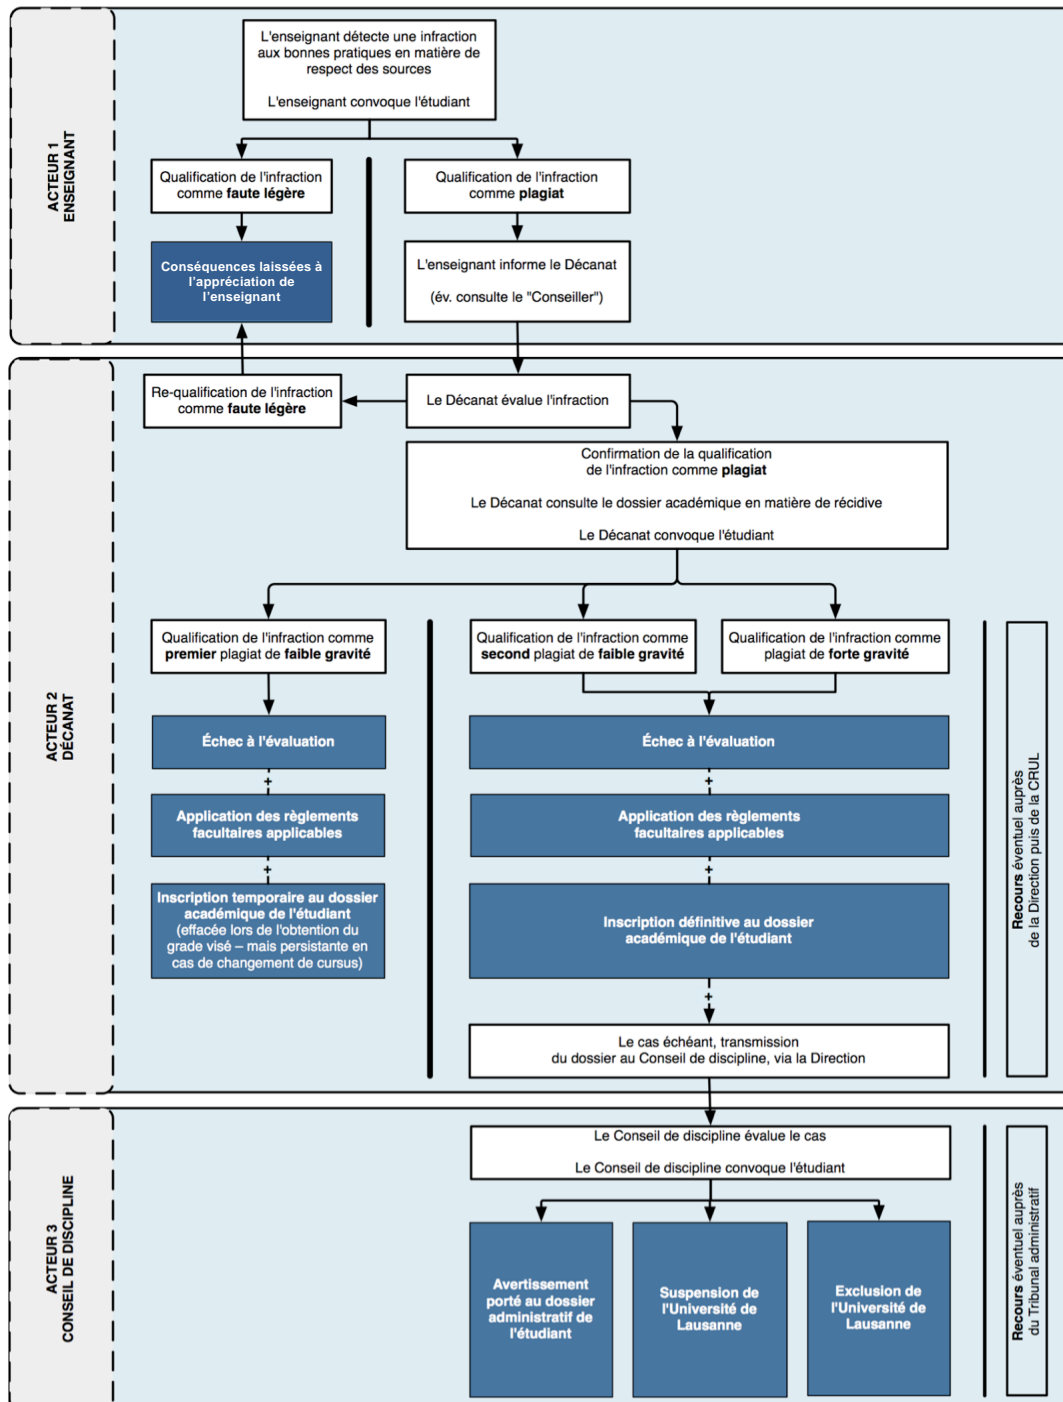 ACTEUR 1
ENSEIGNANT
L'enseignant détecte une infraction
aux bonnes pratiques en matière de
respect des sources
L'enseignant convoque l'étudiant
Qualification de l'infraction
comme faute légère
Qualification de l'infraction
comme plagiat
Conséquences laissées à
l'appréciation de
l'enseignant
L'enseignant informe le Décanat
(év. consulte le "Conseiller")
ACTEUR 2
DÉCANAT
Re-qualification de l'infraction
comme faute légère
Le Décanat évalue l'infraction
Confirmation de la qualification
de l'infraction comme plagiat
Le Décanat consulte le dossier académique en matière de récidive
Le Décanat convoque l'étudiant
Qualification de l'infraction comme
premier plagiat de faible gravité
Qualification de l'infraction comme
second plagiat de faible gravité
Qualification de l'infraction comme
plagiat de forte gravité
Échec à l'évaluation
+
Application des règlements
facultaires applicables
+
Inscription temporaire au dossier
académique de l'étudiant
(effacée lors de l'obtention du
grade visé – mais persistante en
cas de changement de cursus)
Échec à l'évaluation
+
Application des règlements
facultaires applicables
+
Inscription définitive au dossier
académique de l'étudiant
+
Le cas échéant, transmission
du dossier au Conseil de discipline, via la Direction
Recours éventuel auprès
de la Direction puis de la CRUL
ACTEUR 3
CONSEIL DE DISCIPLINE
Le Conseil de discipline évalue le cas
Le Conseil de discipline convoque l'étudiant
Avertissement
porté au dossier
administratif de
l'étudiant
Suspension de
l'Université de
Lausanne
Exclusion de
l'Université de
Lausanne
Recours éventuel auprès
du Tribunal administratif